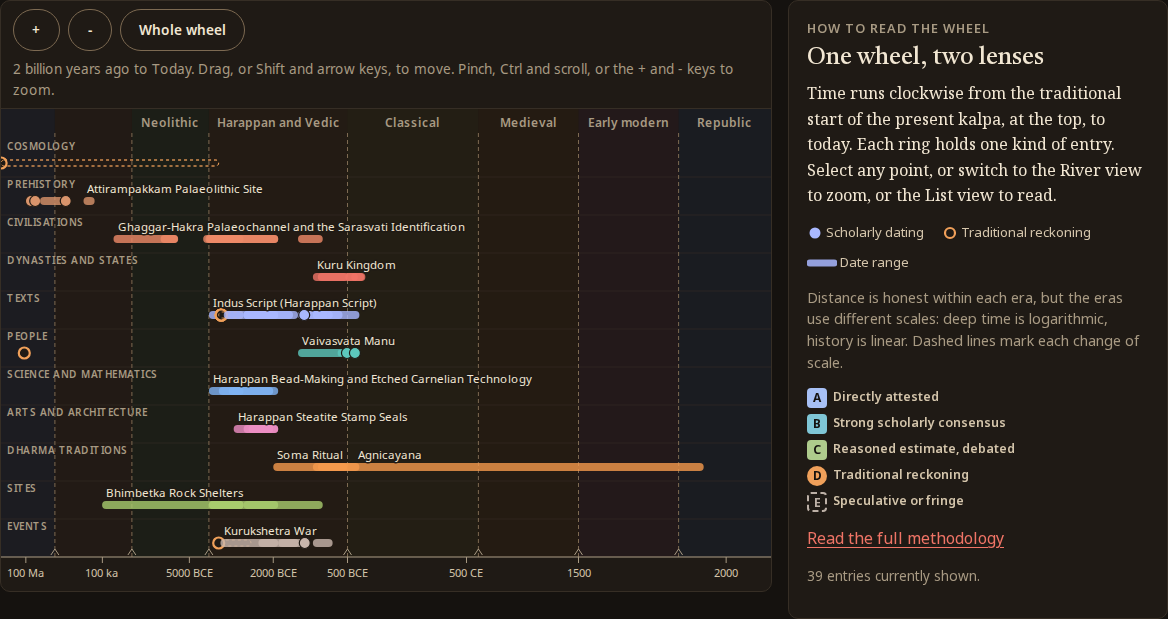 + - Whole wheel
2 billion years ago to Today. Drag, or Shift and arrow keys, to move. Pinch, Ctrl and scroll, or the + and - keys to
zoom.
Neolithic Harappan and Vedic Classical Medieval Early modern Republic
COSMOLOGY
PREHISTORY
Attirampakkam Palaeolithic Site
CIVILISATIONS
Ghaggar-Hakra Palaeochannel and the Sarasvati Identification
DYNASTIES AND STATES
Kuru Kingdom
TEXTS
Indus Script (Harappan Script)
PEOPLE
Vaivasvata Manu
SCIENCE AND MATHEMATICS
Harappan Bead-Making and Etched Carnelian Technology
ARTS AND ARCHITECTURE
Harappan Steatite Stamp Seals
DHARMA TRADITIONS
Soma Ritual Agnicayana
SITES
Bhimbetka Rock Shelters
EVENTS
Kurukshetra War
100 Ma 100 ka 5000 BCE 2000 BCE 500 BCE 500 CE 1500 2000
HOW TO READ THE WHEEL
One wheel, two lenses
Time runs clockwise from the traditional
start of the present kalpa, at the top, to
today. Each ring holds one kind of entry.
Select any point, or switch to the River view
to zoom, or the List view to read.
Scholarly dating Traditional reckoning
Date range
Distance is honest within each era, but the eras
use different scales: deep time is logarithmic,
history is linear. Dashed lines mark each change of
scale.
A Directly attested
B Strong scholarly consensus
C Reasoned estimate, debated
D Traditional reckoning
E Speculative or fringe
Read the full methodology
39 entries currently shown.